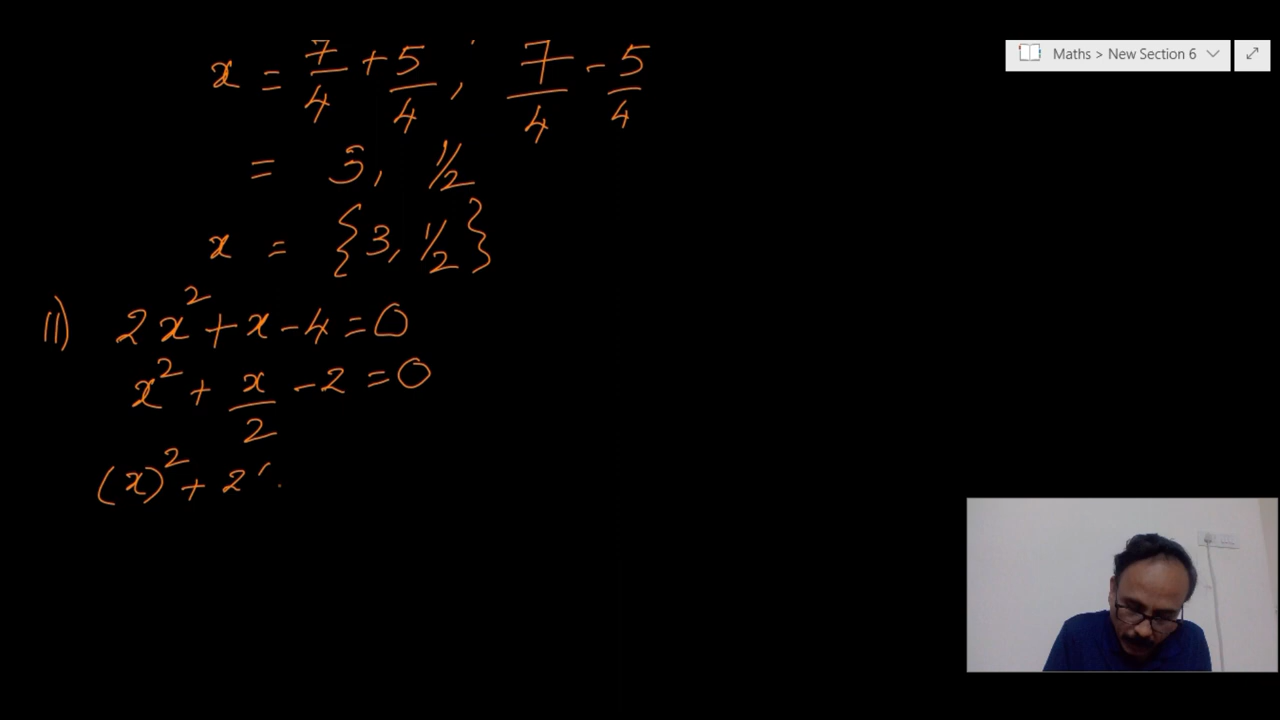 Maths > New Section 6
x = 7/4 + 5/4 ; 7/4 - 5/4
= 3, 1/2
x = {3, 1/2}
11) 2x² + x - 4 = 0
x² + x/2 - 2 = 0
(x)² + 2